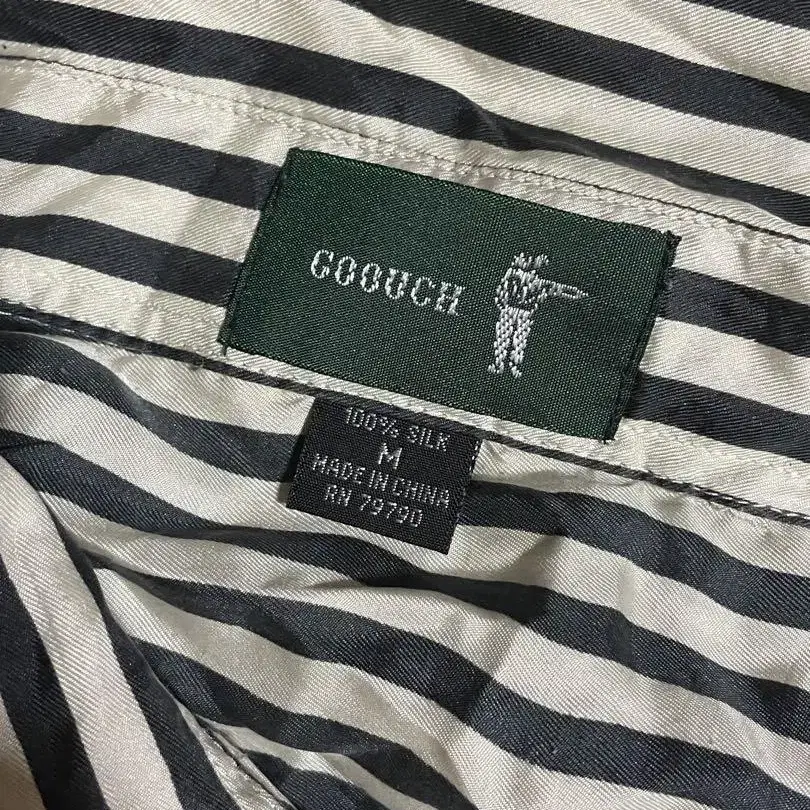 GOOUCH
100% SILK
M
MADE IN CHINA
RN 79790